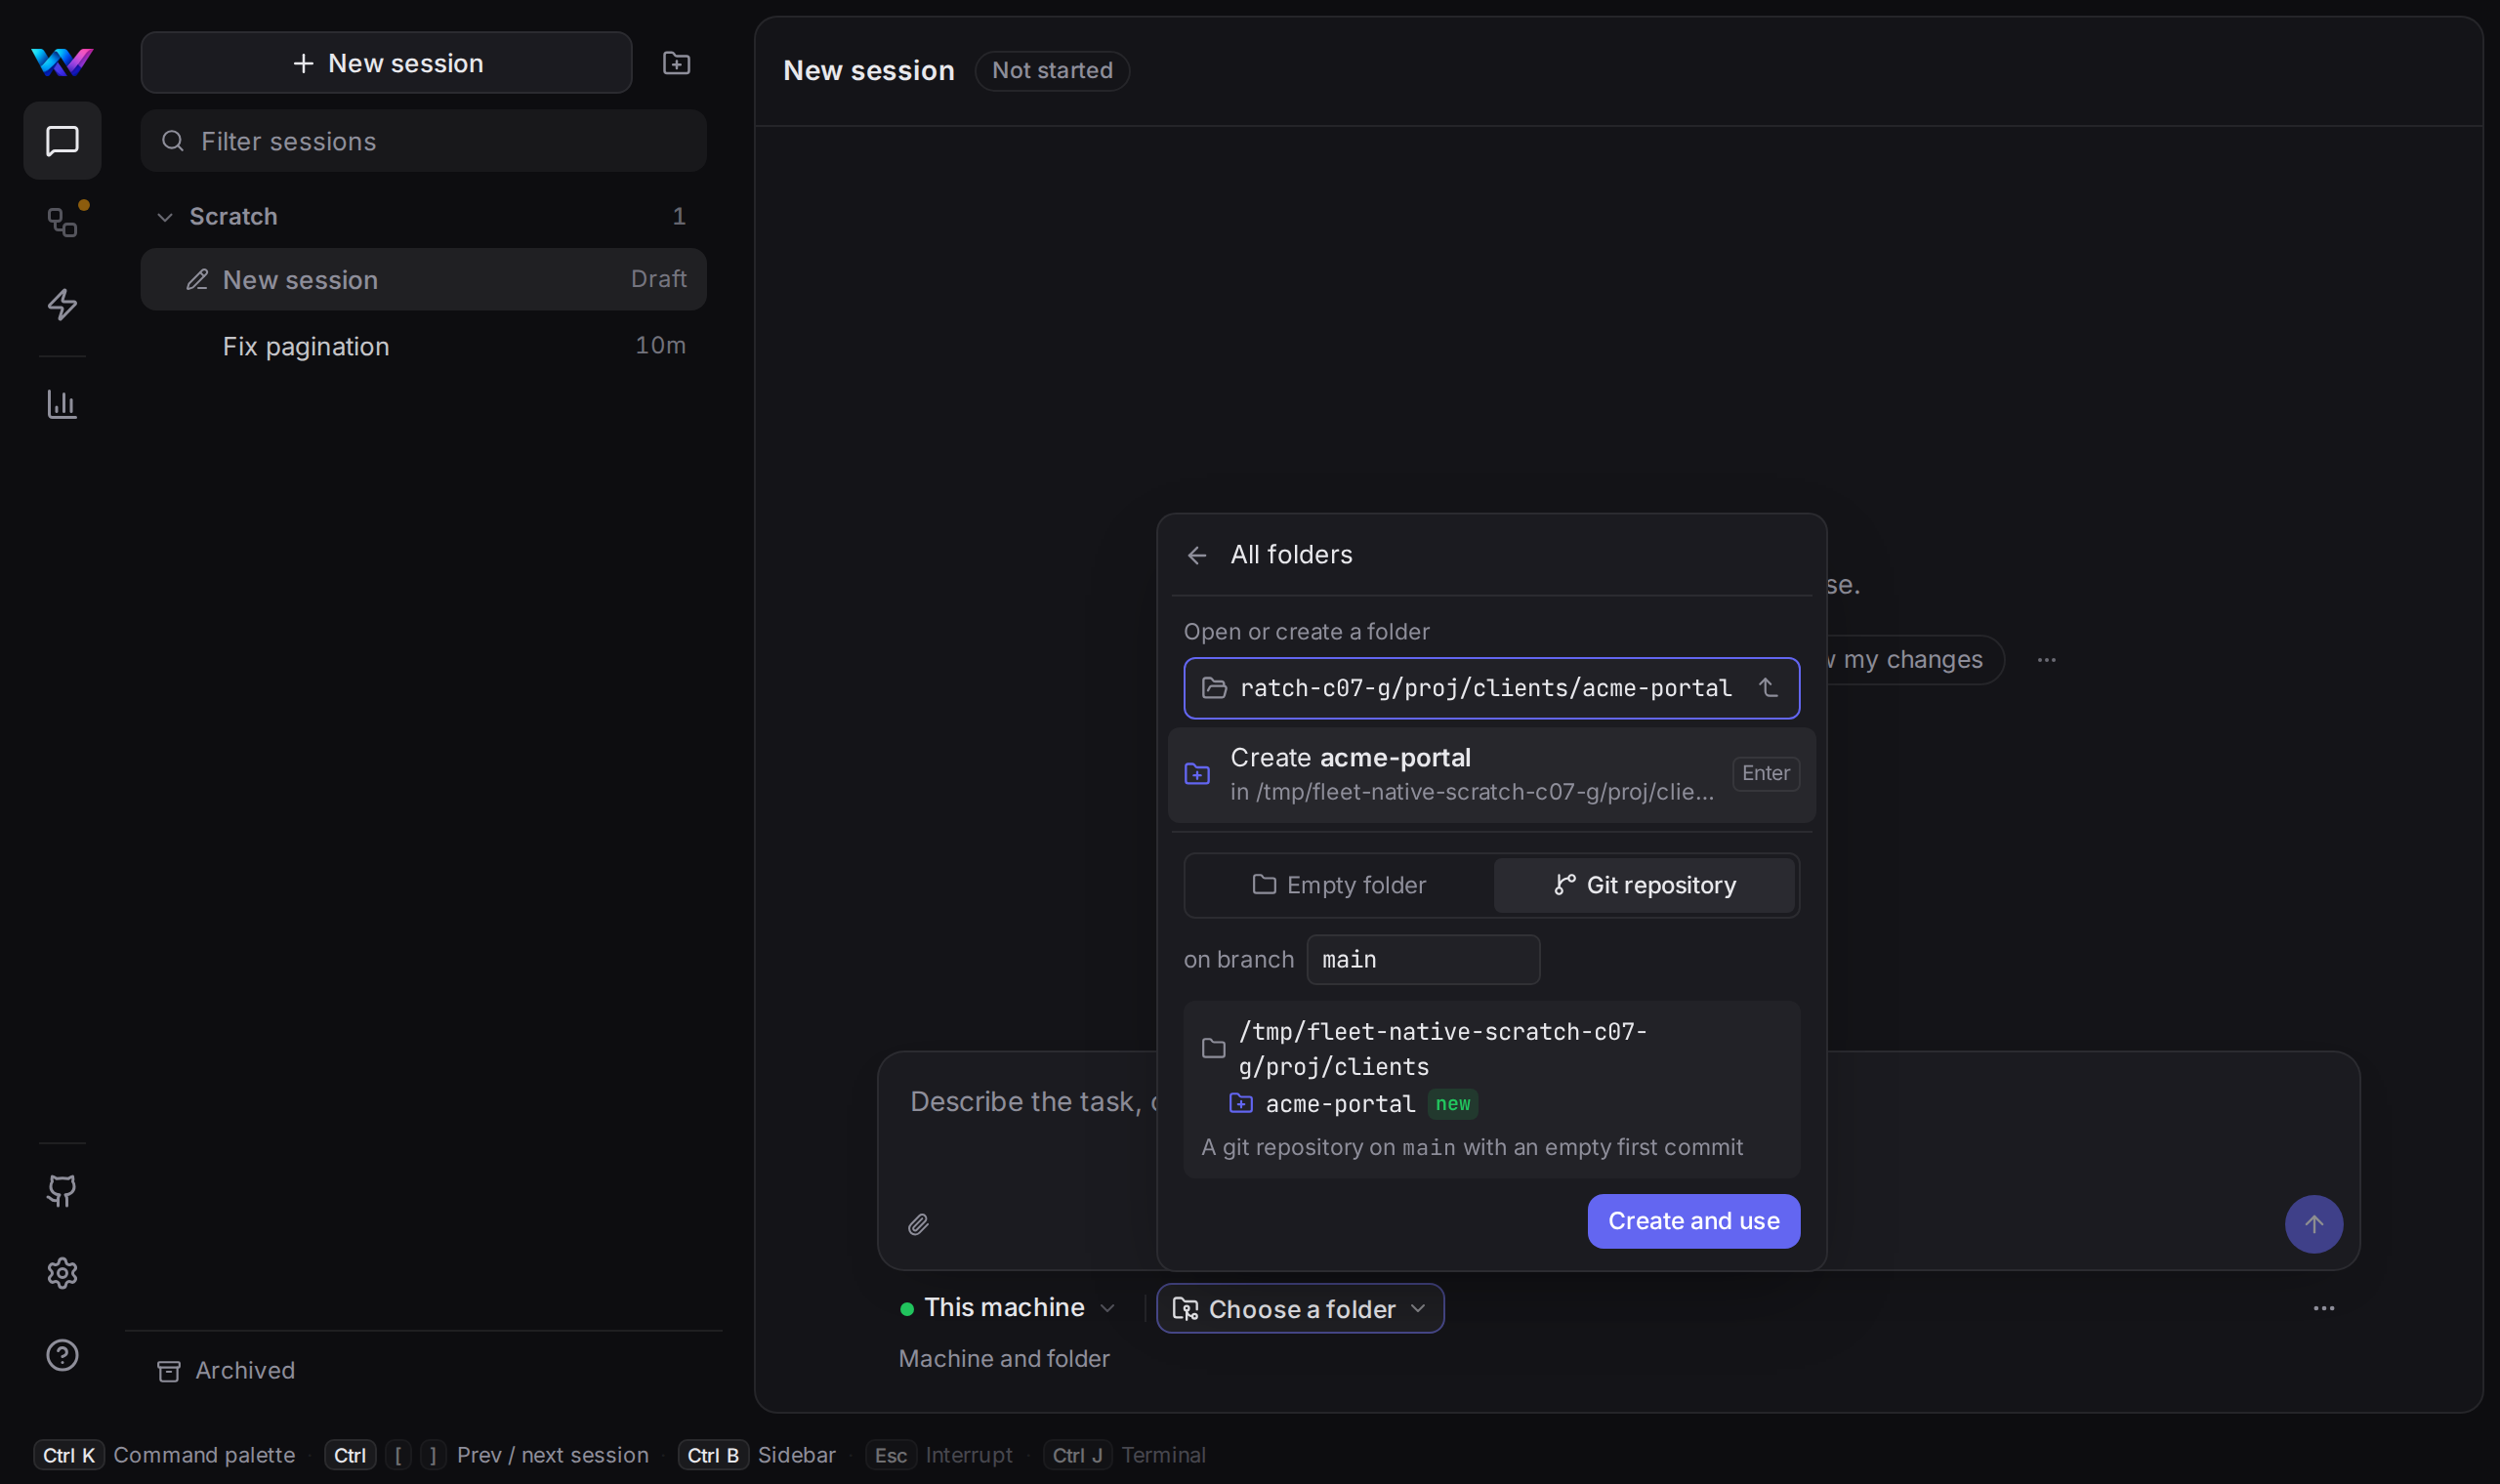 New session
Filter sessions
Scratch 1
New session Draft
Fix pagination 10m
Archived
New session Not started
se.
my changes
All folders
Open or create a folder
ratch-c07-g/proj/clients/acme-portal
Create acme-portal Enter
in /tmp/fleet-native-scratch-c07-g/proj/clie...
Empty folder Git repository
on branch main
/tmp/fleet-native-scratch-c07-
g/proj/clients
acme-portal new
A git repository on main with an empty first commit
Create and use
Describe the task,
This machine Choose a folder
Machine and folder
Ctrl K Command palette · Ctrl [ ] Prev / next session · Ctrl B Sidebar · Esc Interrupt · Ctrl J Terminal